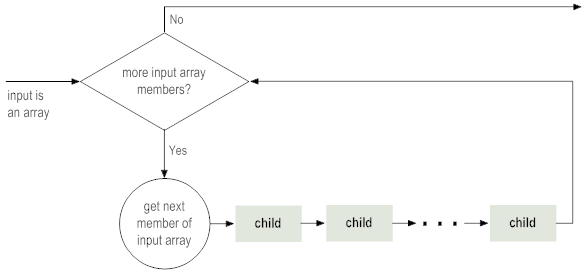 No
more input array
members?
input is
an array
Yes
get next
member of
input array
child
child
child